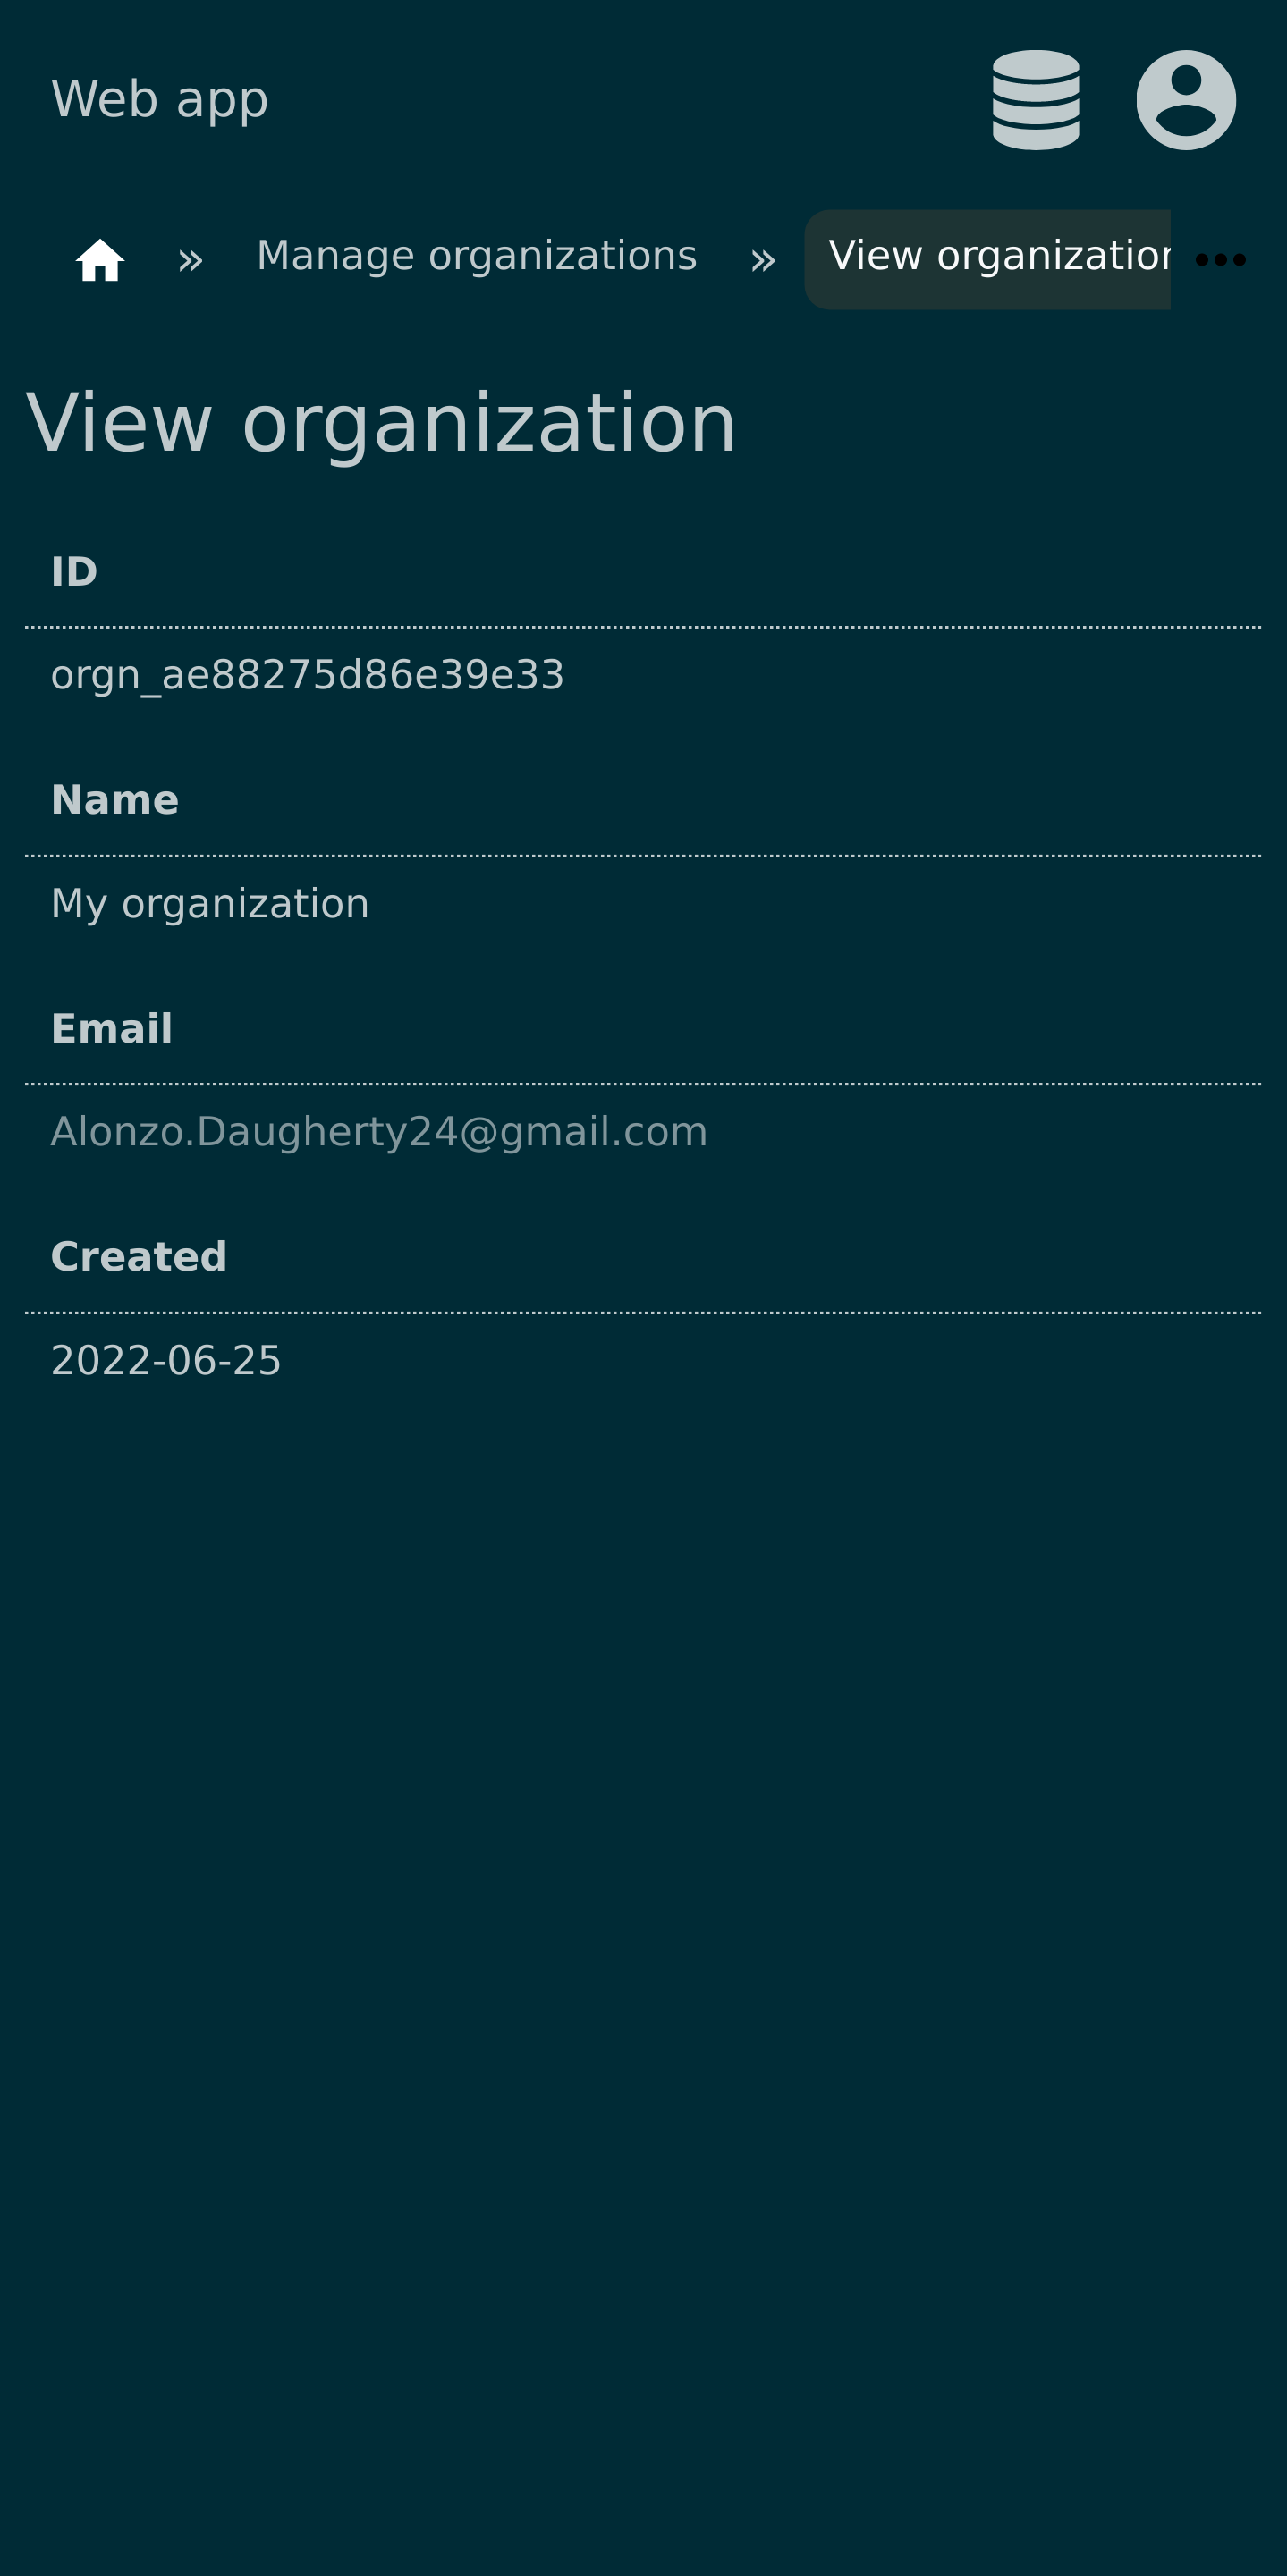 Web app
» Manage organizations » View organization
View organization
ID
orgn_ae88275d86e39e33
Name
My organization
Email
Alonzo.Daugherty24@gmail.com
Created
2022-06-25